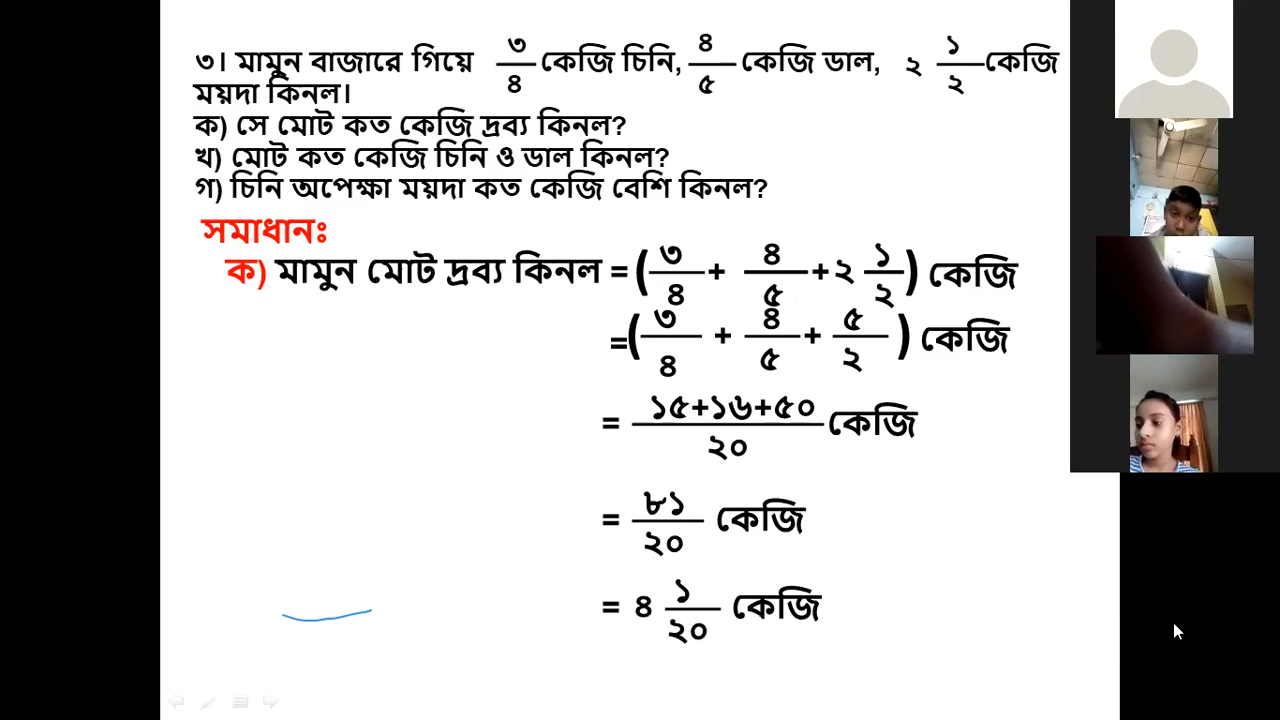 ৩। মামুন বাজারে গিয়ে ৩/৪ কেজি চিনি, ৪/৫ কেজি ডাল, ২ ১/২ কেজি
ময়দা কিনল।
ক) সে মোট কত কেজি দ্রব্য কিনল?
খ) মোট কত কেজি চিনি ও ডাল কিনল?
গ) চিনি অপেক্ষা ময়দা কত কেজি বেশি কিনল?
সমাধানঃ
ক) মামুন মোট দ্রব্য কিনল = (৩/৪ + ৪/৫ + ২ ১/২) কেজি
=(৩/৪ + ৪/৫ + ৫/২) কেজি
= ১৫+১৬+৫০/২০ কেজি
= ৮১/২০ কেজি
= ৪ ১/২০ কেজি